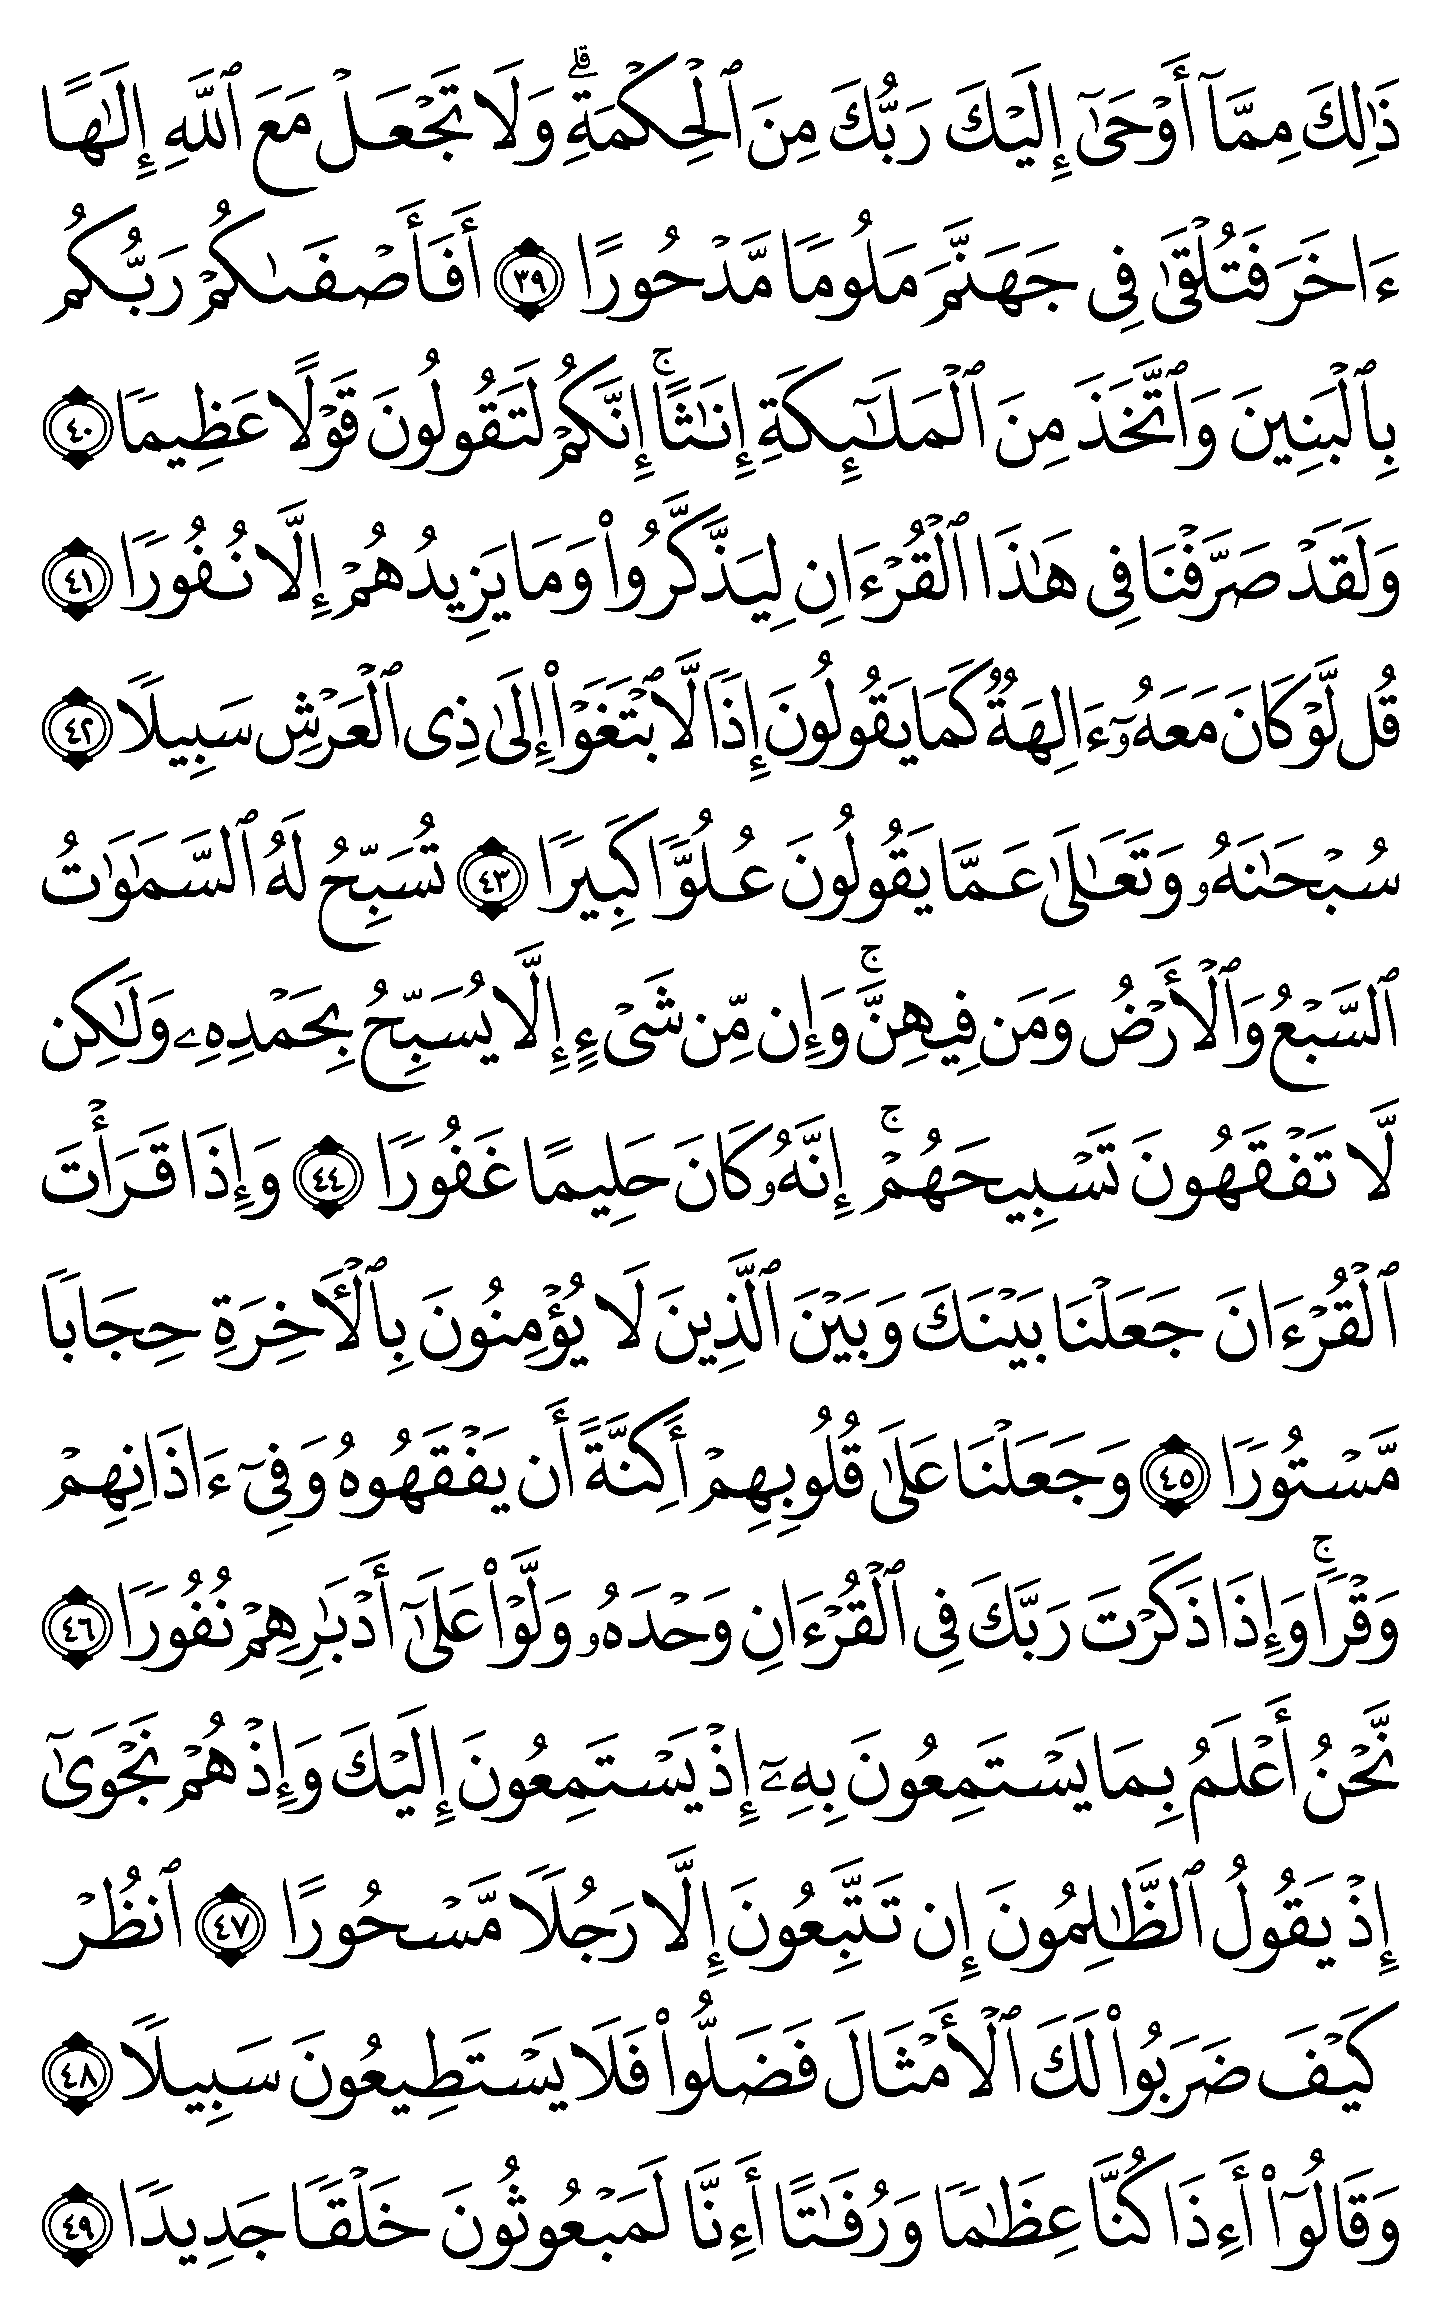 ذَٰلِكَ مِمَّآ أَوۡحَىٰٓ إِلَيۡكَ رَبُّكَ مِنَ ٱلۡحِكۡمَةِۗ وَلَا تَجۡعَلۡ مَعَ ٱللَّهِ إِلَٰهًا
ءَاخَرَ فَتُلۡقَىٰ فِي جَهَنَّمَ مَلُومٗا مَّدۡحُورًا ٣٩ أَفَأَصۡفَىٰكُمۡ رَبُّكُم
بِٱلۡبَنِينَ وَٱتَّخَذَ مِنَ ٱلۡمَلَٰٓئِكَةِ إِنَٰثًاۚ إِنَّكُمۡ لَتَقُولُونَ قَوۡلًا عَظِيمٗا ٤٠
وَلَقَدۡ صَرَّفۡنَا فِي هَٰذَا ٱلۡقُرۡءَانِ لِيَذَّكَّرُواْ وَمَا يَزِيدُهُمۡ إِلَّا نُفُورٗا ٤١
قُل لَّوۡ كَانَ مَعَهُۥٓ ءَالِهَةٞ كَمَا يَقُولُونَ إِذٗا لَّٱبۡتَغَوۡاْ إِلَىٰ ذِي ٱلۡعَرۡشِ سَبِيلٗا ٤٢
سُبۡحَٰنَهُۥ وَتَعَٰلَىٰ عَمَّا يَقُولُونَ عُلُوّٗا كَبِيرٗا ٤٣ تُسَبِّحُ لَهُ ٱلسَّمَٰوَٰتُ
ٱلسَّبۡعُ وَٱلۡأَرۡضُ وَمَن فِيهِنَّۚ وَإِن مِّن شَيۡءٍ إِلَّا يُسَبِّحُ بِحَمۡدِهِۦ وَلَٰكِن
لَّا تَفۡقَهُونَ تَسۡبِيحَهُمۡۚ إِنَّهُۥ كَانَ حَلِيمًا غَفُورٗا ٤٤ وَإِذَا قَرَأۡتَ
ٱلۡقُرۡءَانَ جَعَلۡنَا بَيۡنَكَ وَبَيۡنَ ٱلَّذِينَ لَا يُؤۡمِنُونَ بِٱلۡأٓخِرَةِ حِجَابٗا
مَّسۡتُورٗا ٤٥ وَجَعَلۡنَا عَلَىٰ قُلُوبِهِمۡ أَكِنَّةً أَن يَفۡقَهُوهُ وَفِيٓ ءَاذَانِهِمۡ
وَقۡرٗاۚ وَإِذَا ذَكَرۡتَ رَبَّكَ فِي ٱلۡقُرۡءَانِ وَحۡدَهُۥ وَلَّوۡاْ عَلَىٰٓ أَدۡبَٰرِهِمۡ نُفُورٗا ٤٦
نَّحۡنُ أَعۡلَمُ بِمَا يَسۡتَمِعُونَ بِهِۦٓ إِذۡ يَسۡتَمِعُونَ إِلَيۡكَ وَإِذۡ هُمۡ نَجۡوَىٰٓ
إِذۡ يَقُولُ ٱلظَّٰلِمُونَ إِن تَتَّبِعُونَ إِلَّا رَجُلٗا مَّسۡحُورًا ٤٧ ٱنظُرۡ
كَيۡفَ ضَرَبُواْ لَكَ ٱلۡأَمۡثَالَ فَضَلُّواْ فَلَا يَسۡتَطِيعُونَ سَبِيلٗا ٤٨
وَقَالُوٓاْ أَءِذَا كُنَّا عِظَٰمٗا وَرُفَٰتًا أَءِنَّا لَمَبۡعُوثُونَ خَلۡقٗا جَدِيدٗا ٤٩